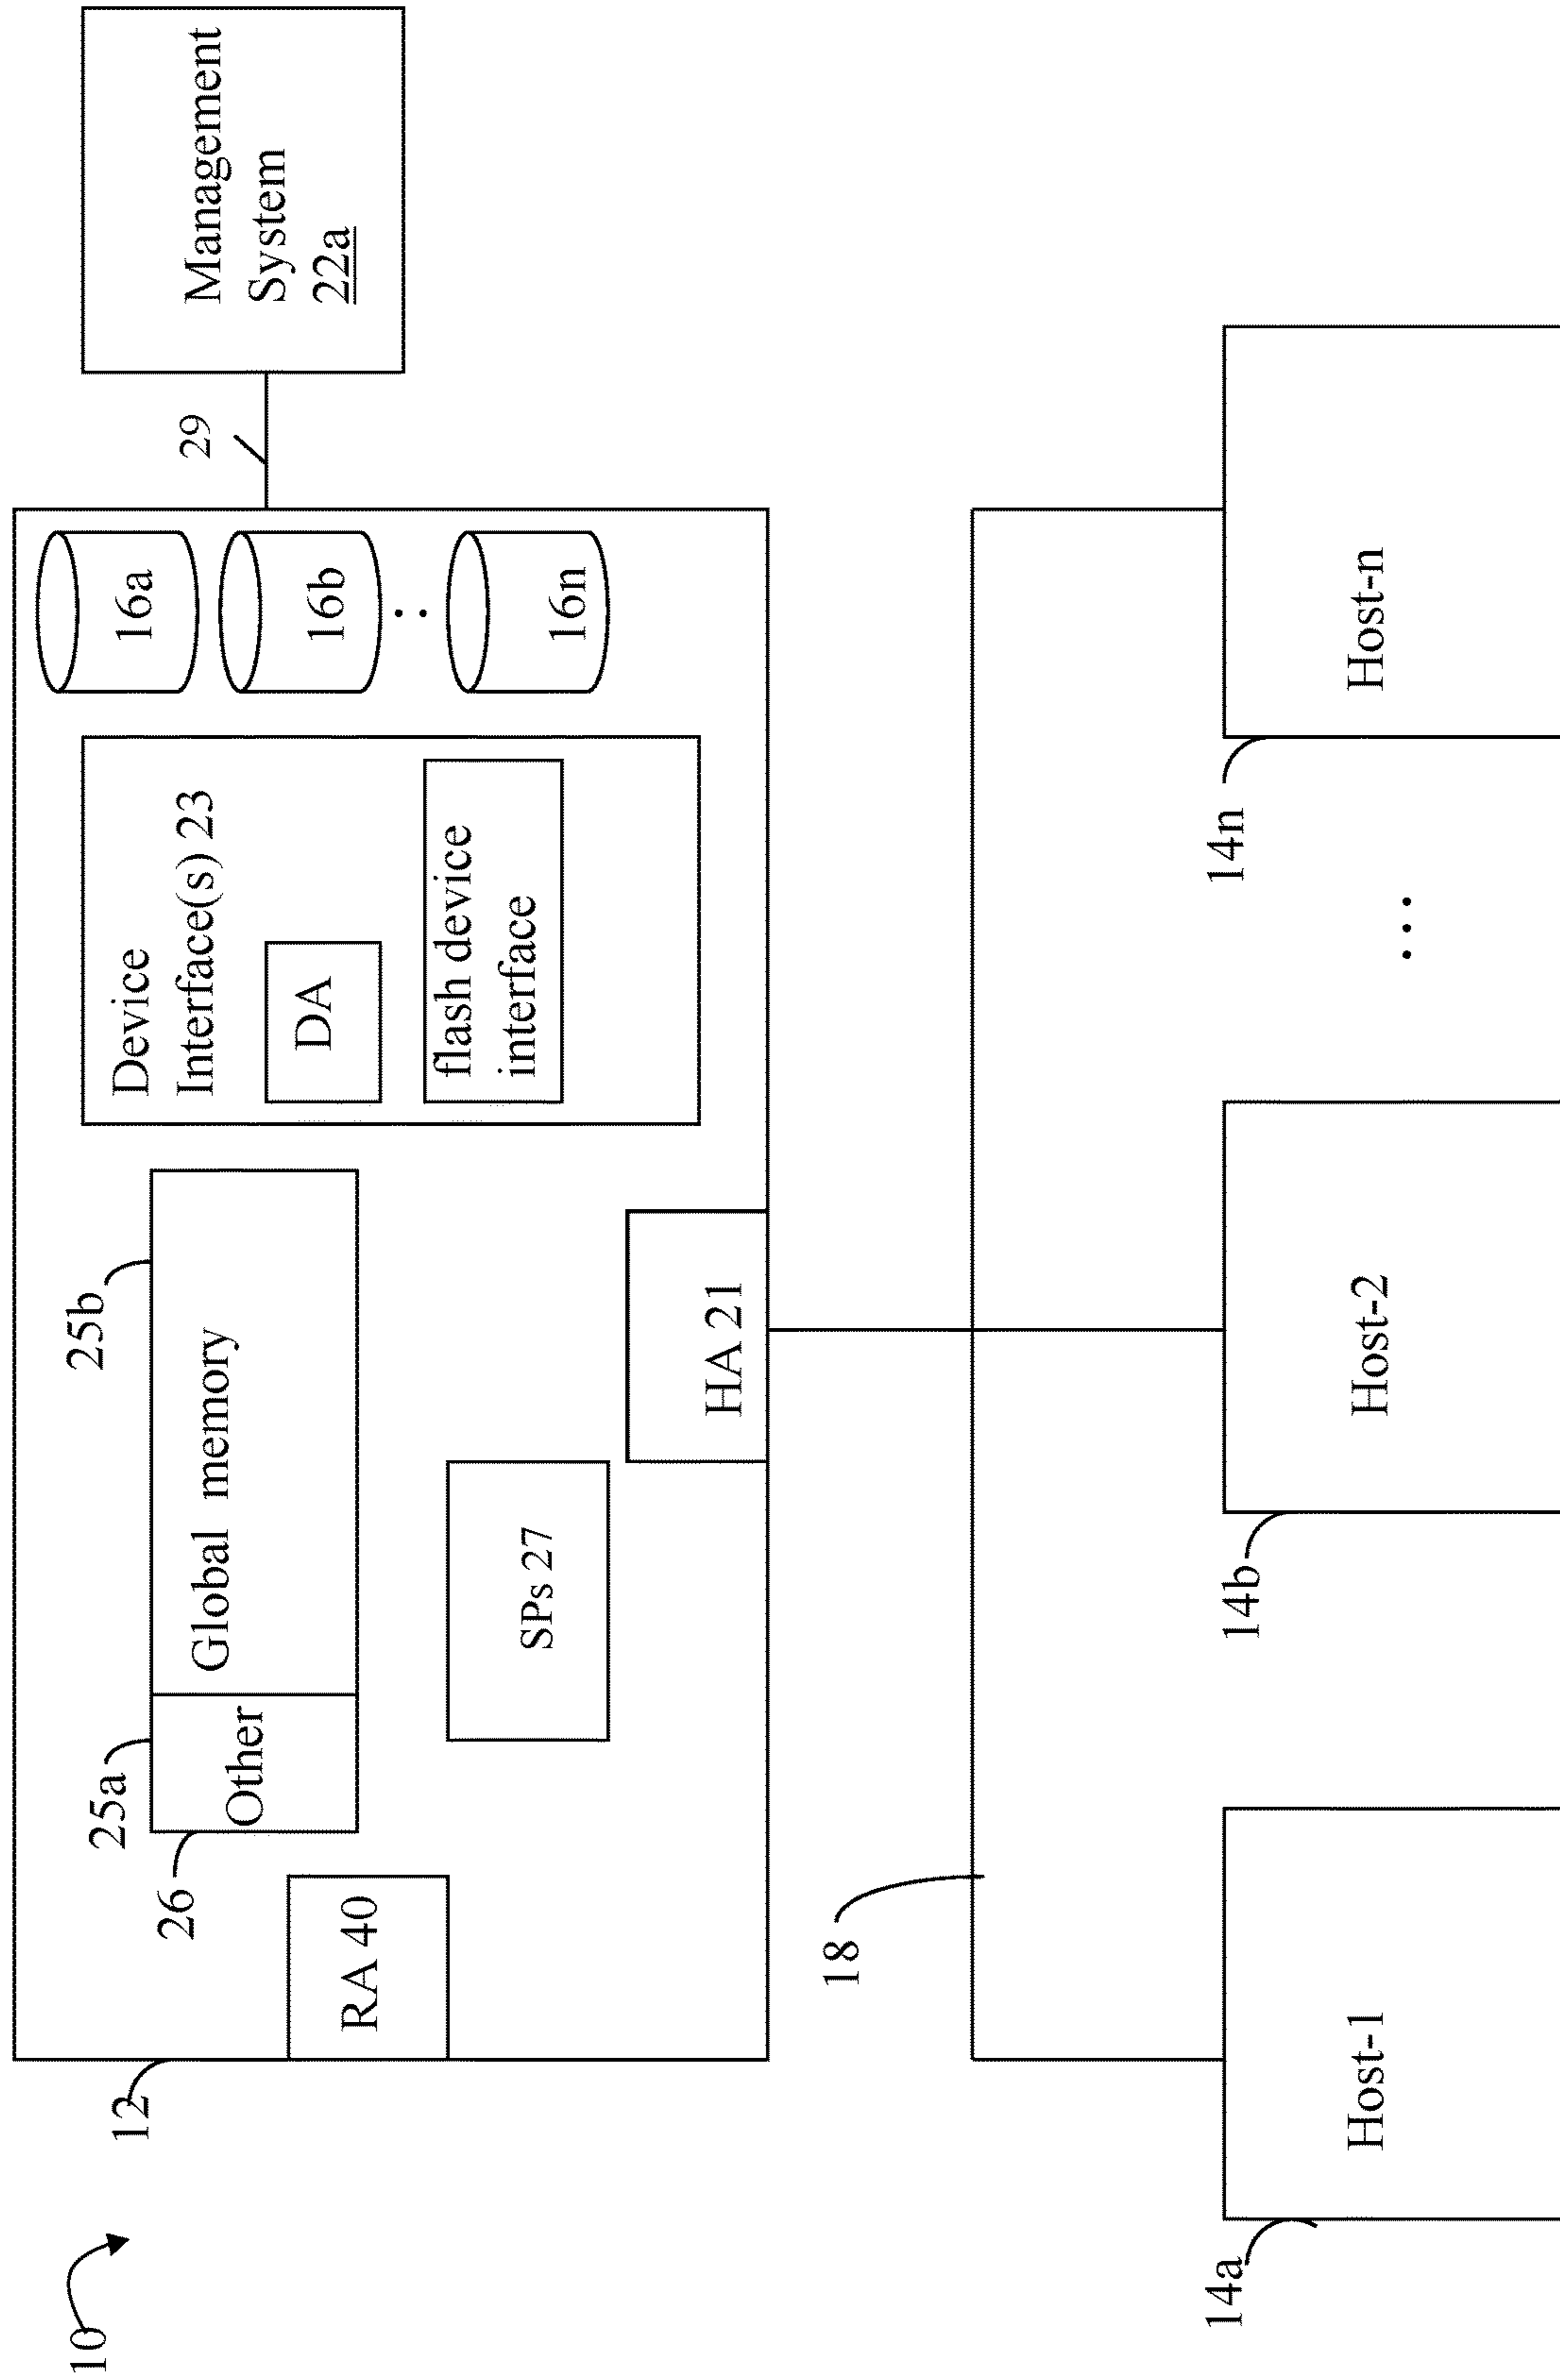 10
12
26
25a
25b
Other
Global memory
RA 40
SPs 27
HA 21
Device
Interface(s) 23
DA
flash device
interface
16a
16b
16n
29
Management
System
22a
18
14a
Host-1
14b
Host-2
...
14n
Host-n